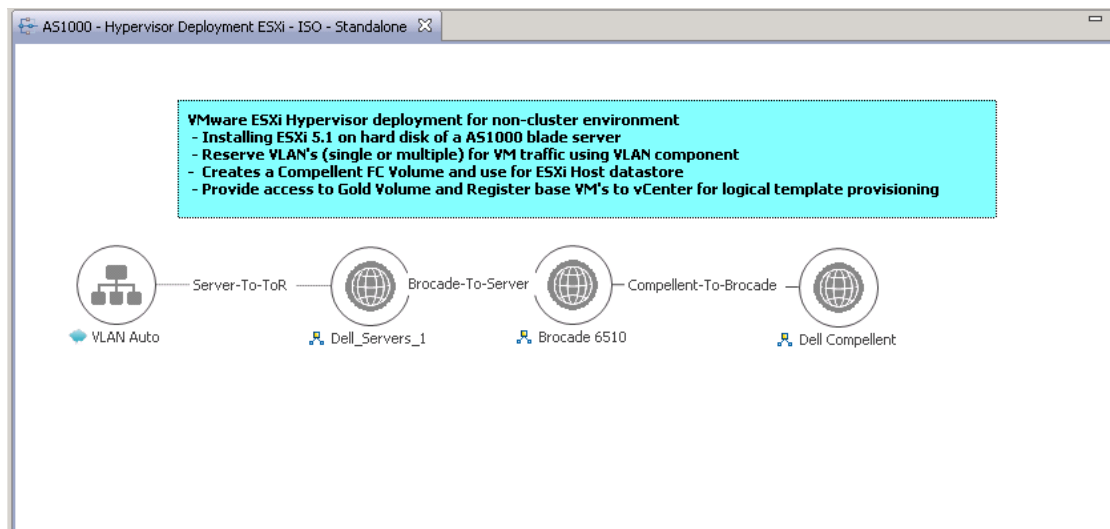 AS1000 - Hypervisor Deployment ESXi - ISO - Standalone
VMware ESXi Hypervisor deployment for non-cluster environment
- Installing ESXi 5.1 on hard disk of a AS1000 blade server
- Reserve VLAN's (single or multiple) for VM traffic using VLAN component
- Creates a Compellent FC Volume and use for ESXi Host datastore
- Provide access to Gold Volume and Register base VM's to vCenter for logical template provisioning
Server-To-ToR
Brocade-To-Server
Compellent-To-Brocade
VLAN Auto
Dell_Servers_1
Brocade 6510
Dell Compellent